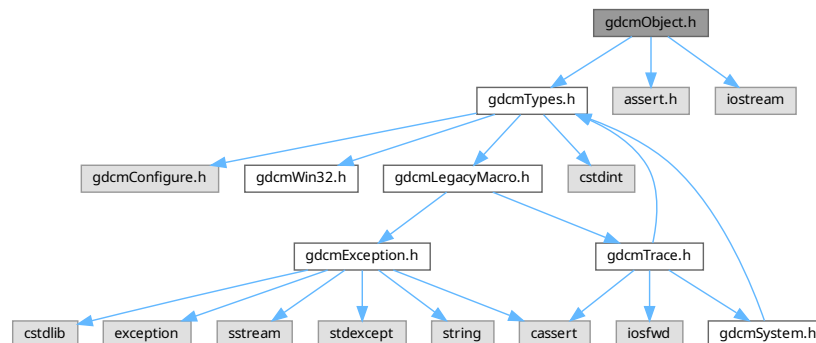 gdcmObject.h
gdcmTypes.h
assert.h
iostream
gdcmConfigure.h
gdcmWin32.h
gdcmLegacyMacro.h
cstdint
gdcmException.h
gdcmTrace.h
cstdlib
exception
sstream
stdexcept
string
cassert
iosfwd
gdcmSystem.h